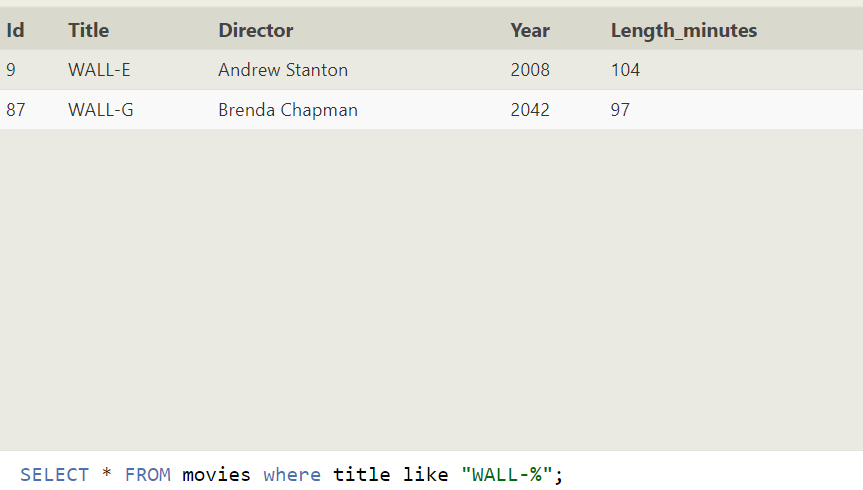 Id Title Director Year Length_minutes
9 WALL-E Andrew Stanton 2008 104
87 WALL-G Brenda Chapman 2042 97
SELECT * FROM movies where title like "WALL-%";